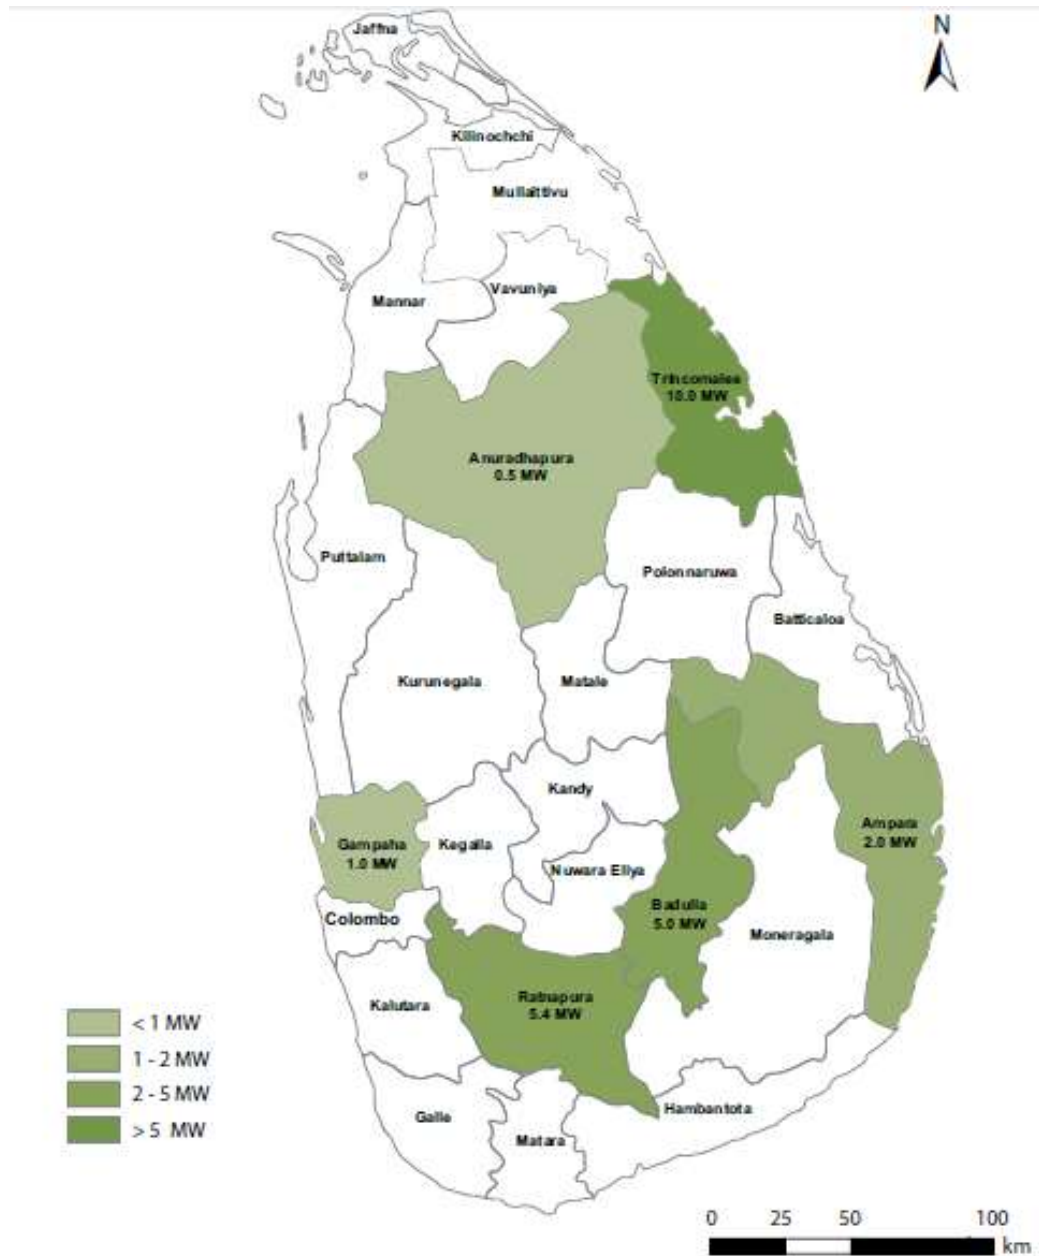 N
Jaffna
Kilinochchi
Mullaittivu
Vavuniya
Mannar
Trincomalee
10.0 MW
Anuradhapura
0.5 MW
Puttalam
Polonnaruwa
Batticaloa
Kurunegala
Matale
Kandy
Gampaha
1.0 MW
Kegalla
Ampara
2.0 MW
Nuwara Eliya
Badulla
5.0 MW
Colombo
Moneragala
Ratnapura
5.4 MW
Kalutara
< 1 MW
1 - 2 MW
2 - 5 MW
> 5 MW
Hambantota
Galle
Matara
0 25 50 100
km